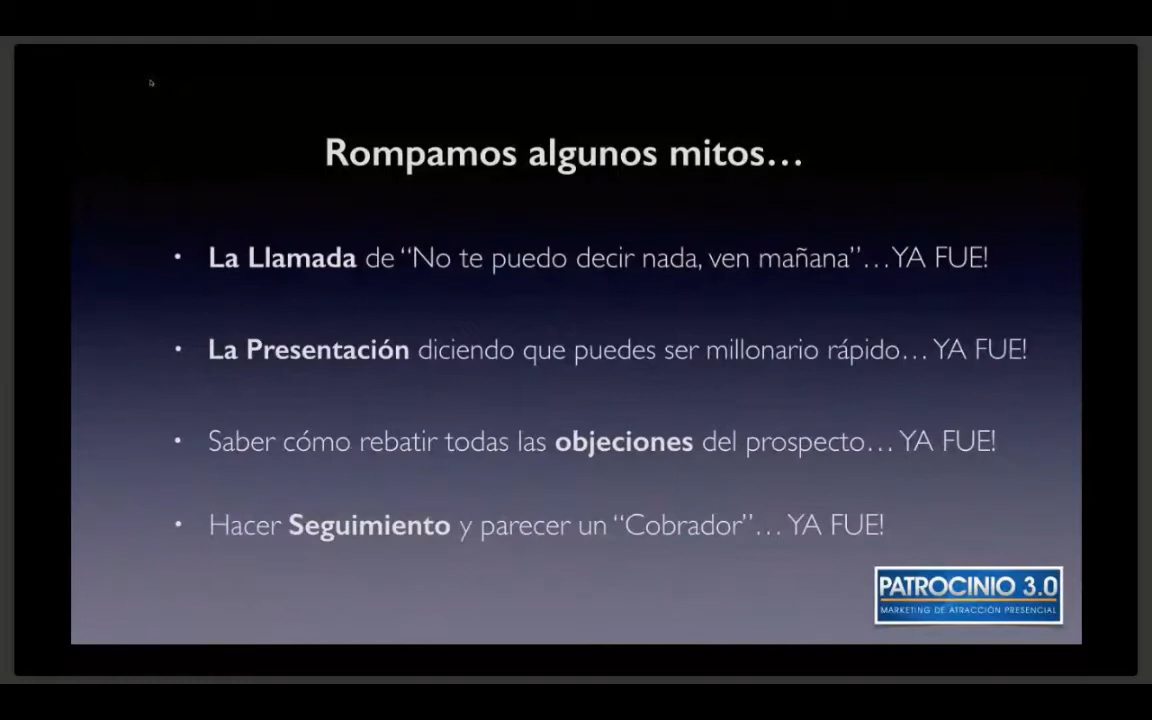 Rompamos algunos mitos…
• La Llamada de “No te puedo decir nada, ven mañana”…YA FUE!
• La Presentación diciendo que puedes ser millonario rápido… YA FUE!
• Saber cómo rebatir todas las objeciones del prospecto… YA FUE!
• Hacer Seguimiento y parecer un “Cobrador”… YA FUE!
PATROCINIO 3.0
MARKETING DE ATRACCIÓN PRESENCIAL